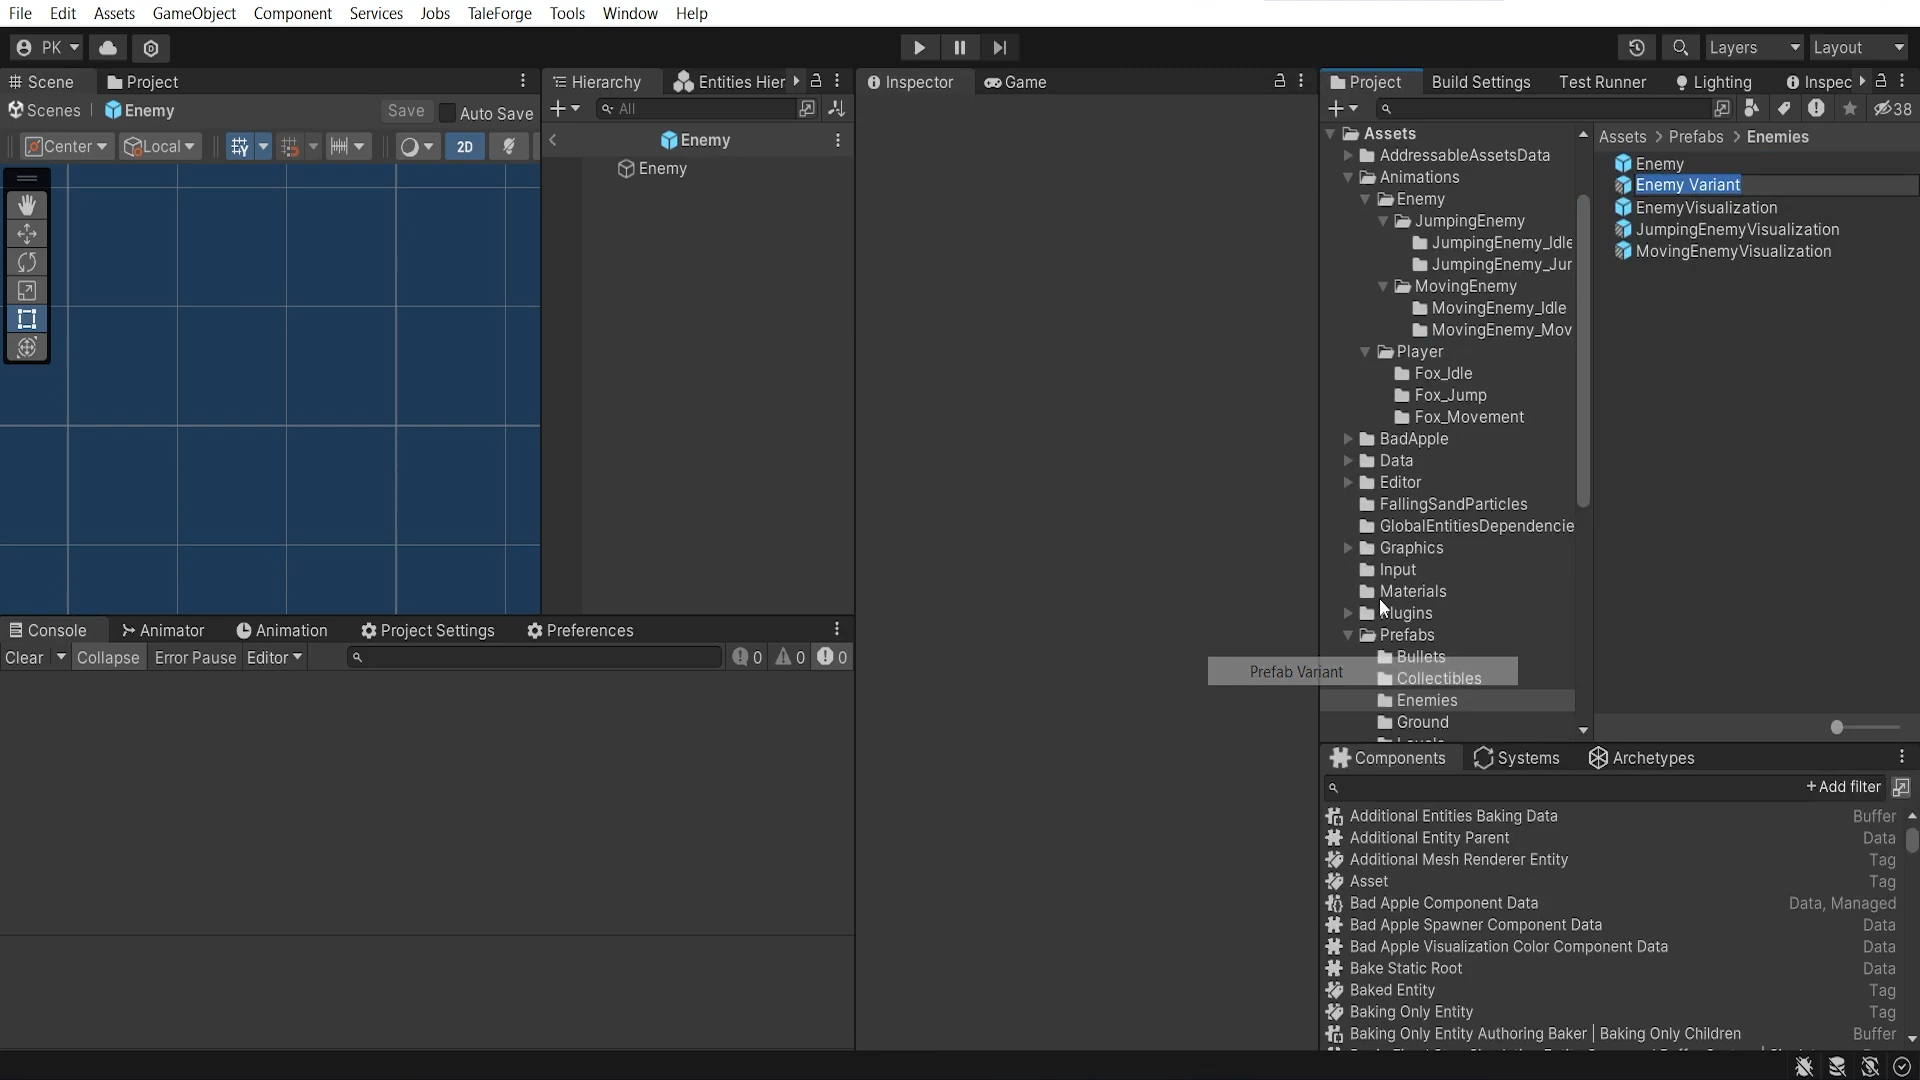 File Edit Assets GameObject Component Services Jobs TaleForge Tools Window Help
PK Layers Layout
Scene Project
Scenes Enemy Save Auto Save
Center Local 2D
Hierarchy Entities Hier
All
Enemy
Enemy
Inspector Game
Project Build Settings Test Runner Lighting Inspec
38
Assets
AddressableAssetsData
Animations
Enemy
JumpingEnemy
JumpingEnemy_Idle
JumpingEnemy_Jur
MovingEnemy
MovingEnemy_Idle
MovingEnemy_Mov
Player
Fox_Idle
Fox_Jump
Fox_Movement
BadApple
Data
Editor
FallingSandParticles
GlobalEntitiesDependencie
Graphics
Input
Materials
Plugins
Prefabs
Bullets
Prefab Variant
Collectibles
Enemies
Ground
Assets > Prefabs > Enemies
Enemy
Enemy Variant
EnemyVisualization
JumpingEnemyVisualization
MovingEnemyVisualization
Console Animator Animation Project Settings Preferences
Clear Collapse Error Pause Editor 0 0 0
Components Systems Archetypes
+ Add filter
Additional Entities Baking Data Buffer
Additional Entity Parent Data
Additional Mesh Renderer Entity Tag
Asset Tag
Bad Apple Component Data Data, Managed
Bad Apple Spawner Component Data Data
Bad Apple Visualization Color Component Data Data
Bake Static Root Data
Baked Entity Tag
Baking Only Entity Tag
Baking Only Entity Authoring Baker | Baking Only Children Buffer